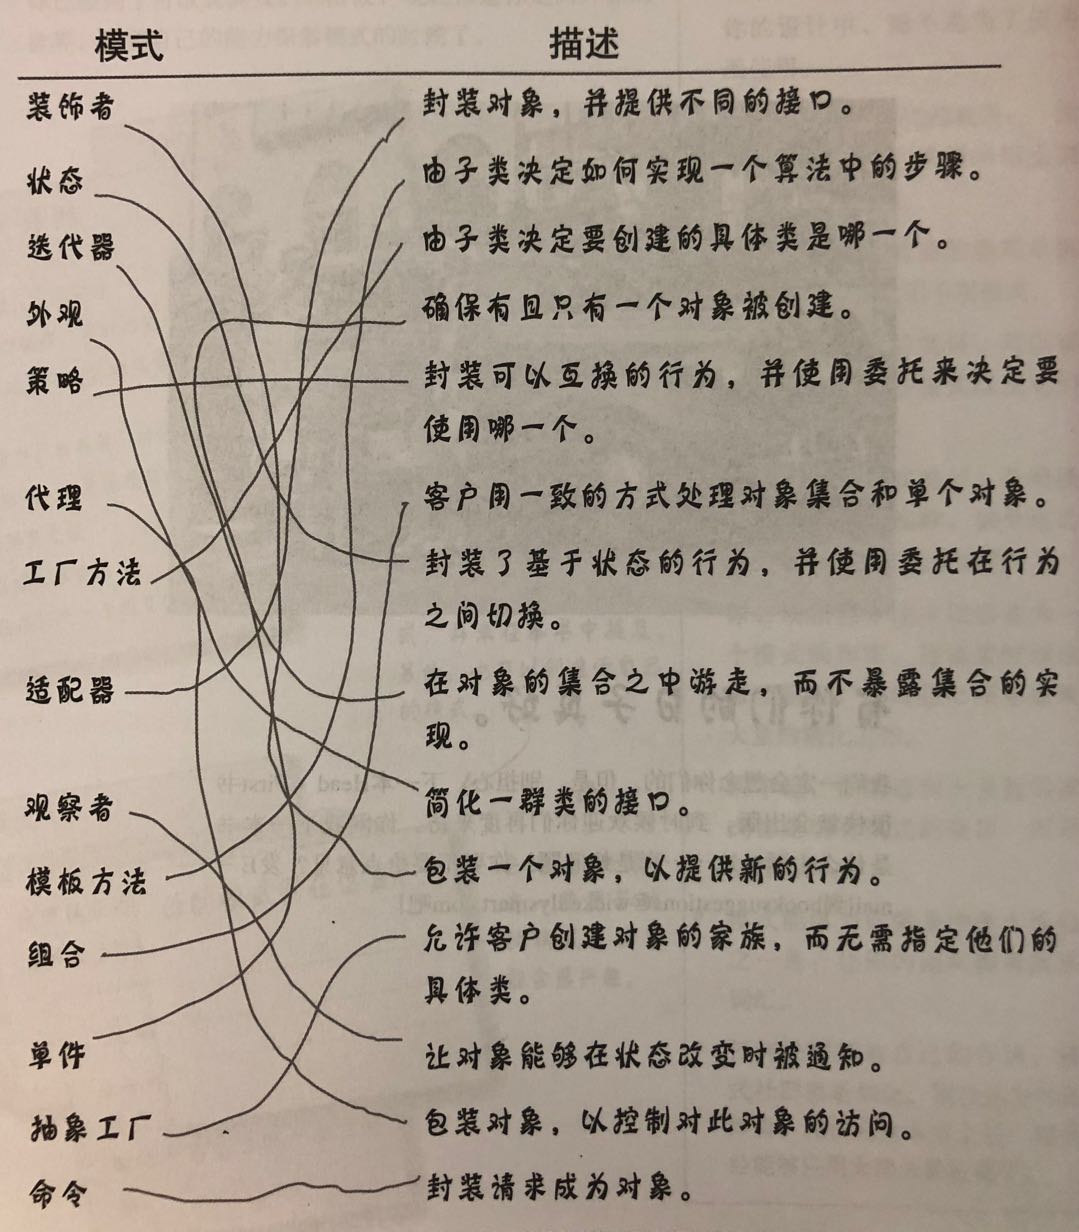 模式 描述
装饰者 封装对象，并提供不同的接口。
状态 由子类决定如何实现一个算法中的步骤。
迭代器 由子类决定要创建的具体类是哪一个。
外观 确保有且只有一个对象被创建。
策略 封装可以互换的行为，并使用委托来决定要
使用哪一个。
代理 客户用一致的方式处理对象集合和单个对象。
工厂方法 封装了基于状态的行为，并使用委托在行为
之间切换。
适配器 在对象的集合之中游走，而不暴露集合的实
现。
观察者 简化一群类的接口。
模板方法 包装一个对象，以提供新的行为。
组合 允许客户创建对象的家族，而无需指定他们的
具体类。
单件 让对象能够在状态改变时被通知。
抽象工厂 包装对象，以控制对此对象的访问。
命令 封装请求成为对象。